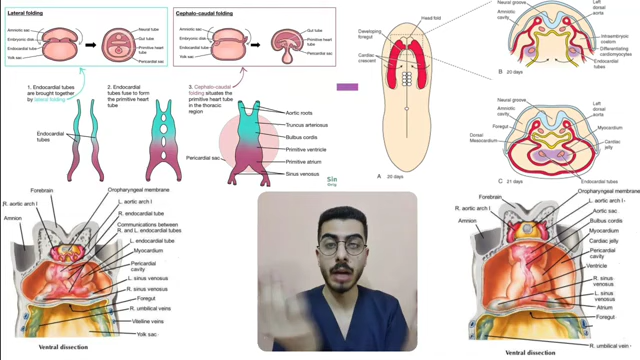 Lateral folding
Amniotic sac
Embryonic disk
Endocardial tube
Yolk sac
Neural tube
Gut tube
Primitive heart tube
Pericardial sac
Cephalo-caudal folding
Amniotic sac
Embryonic disk
Endocardial tube
Yolk sac
Gut tube
Primitive heart tube
Pericardial sac
1. Endocardial tubes
are brought together
by lateral folding
2. Endocardial
tubes fuse to form
the primitive heart
tube
3. Cephalo-caudal
folding situates the
primitive heart tube
in the thoracic
region
Endocardial
tubes
Pericardial sac
Aortic roots
Truncus arteriosus
Bulbus cordis
Primitive ventricle
Primitive atrium
Sinus venosus
Head fold
Developing
foregut
Cardiac
crescent
A 20 days
Neural groove
Amniotic
cavity
Left
dorsal
aorta
Intraembryonic
coelom
Differentiating
cardiomyocytes
Endocardial
tubes
B 20 days
Neural groove
Amniotic
cavity
Foregut
Dorsal
Mesocardium
Left
dorsal
aorta
Myocardium
Cardiac
jelly
Endocardial tubes
C 21 days
Forebrain
R. aortic arch I
Amnion
Oropharyngeal membrane
L. aortic arch I
R. endocardial tube
Communications between
R. and L. endocardial tubes
L. endocardial tube
Myocardium
Pericardial
cavity
L. sinus venosus
R. sinus venosus
Foregut
R. umbilical veins
Vitelline veins
Yolk sac
Ventral dissection
Forebrain
R. aortic arch I
Amnion
Oropharyngeal membrane
L. aortic arch I
Aortic sac
Bulbus cordis
Myocardium
Cardiac jelly
Pericardial
cavity
Ventricle
R. sinus
venosus
L. sinus
venosus
Atrium
Foregut
R. umbilical vein
Ventral dissection